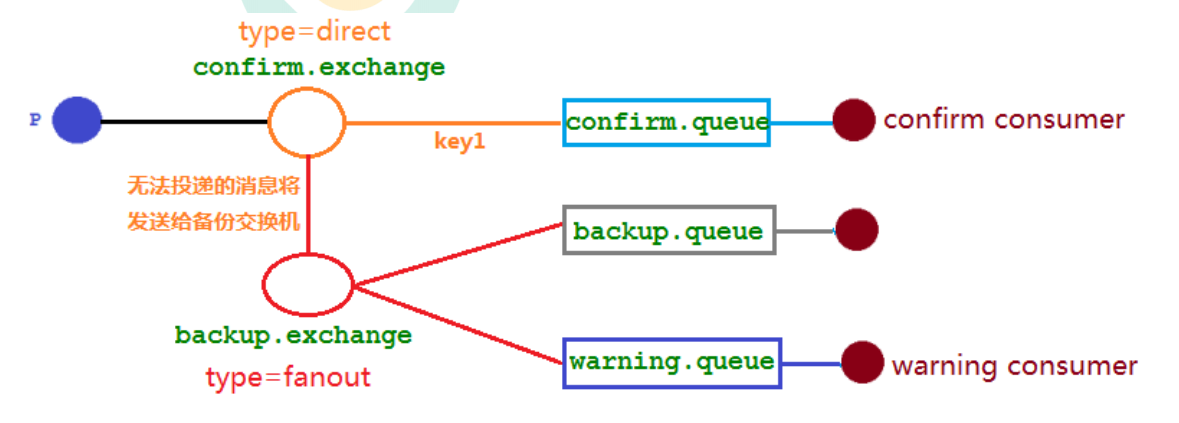 type=direct
confirm.exchange
P
key1
confirm.queue
confirm consumer
无法投递的消息将
发送给备份交换机
backup.queue
backup.exchange
type=fanout
warning.queue
warning consumer